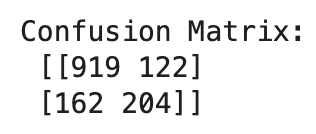 Confusion Matrix:
[[919 122]
[162 204]]